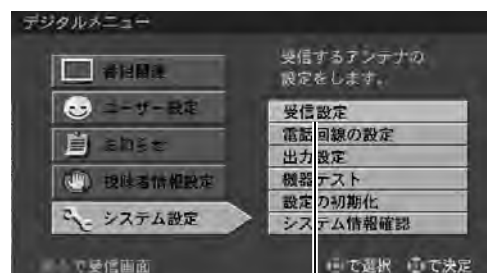 デジタルメニュー
番組関連
ユーザー設定
お知らせ
視聴者情報設定
システム設定
受信するアンテナの
設定をします。
受信設定
電話回線の設定
出力設定
機器テスト
設定の初期化
システム情報確認
で受信画面
で選択
で決定